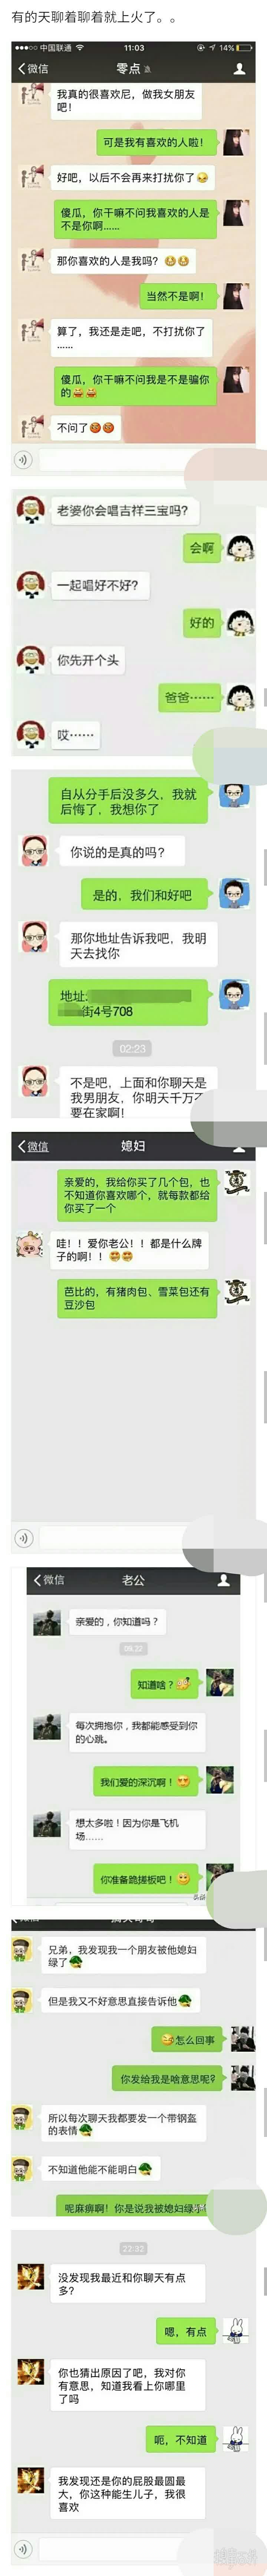 有的天聊着聊着就上火了。。
中国联通
11:03
14%
微信
零点
我真的很喜欢尼，做我女朋友
吧！
可是我有喜欢的人啦！
好吧，以后不会再来打扰你了
傻瓜，你干嘛不问我喜欢的人是
不是你啊……
那你喜欢的人是我吗？
当然不是啊！
算了，我还是走吧，不打扰你了
……
傻瓜，你干嘛不问我是不是骗你
的
不问了
老婆你会唱吉祥三宝吗？
会啊
一起唱好不好？
好的
你先开个头
爸爸……
哎……
自从分手后没多久，我就
后悔了，我想你了
你说的是真的吗？
是的，我们和好吧
那你地址告诉我吧，我明
天去找你
地址:
街4号708
02:23
不是吧，上面和你聊天是
我男朋友，你明天千万不
要在家啊!
微信
媳妇
亲爱的，我给你买了几个包，也
不知道你喜欢哪个，就每款都给
你买了一个
哇！！爱你老公！！都是什么牌
子的啊！！
芭比的，有猪肉包、雪菜包还有
豆沙包
微信
老公
亲爱的，你知道吗？
知道啥？
每次拥抱你，我都能感受到你
的心跳。
我们爱的深沉啊！
想太多啦！因为你是飞机
场……
你准备跪搓板吧！
兄弟，我发现我一个朋友被他媳妇
绿了
但是我又不好意思直接告诉他
怎么回事
你发给我是啥意思呢？
所以每次聊天我都要发一个带钢盔
的表情
不知道他能不能明白
呢麻痹啊！你是说我被媳妇绿
22:32
没发现我最近和你聊天有点
多？
嗯，有点
你也猜出原因了吧，我对你
有意思，知道我看上你哪里
了吗
呃，不知道
我发现还是你的屁股最圆最
大，你这种能生儿子，我很
喜欢